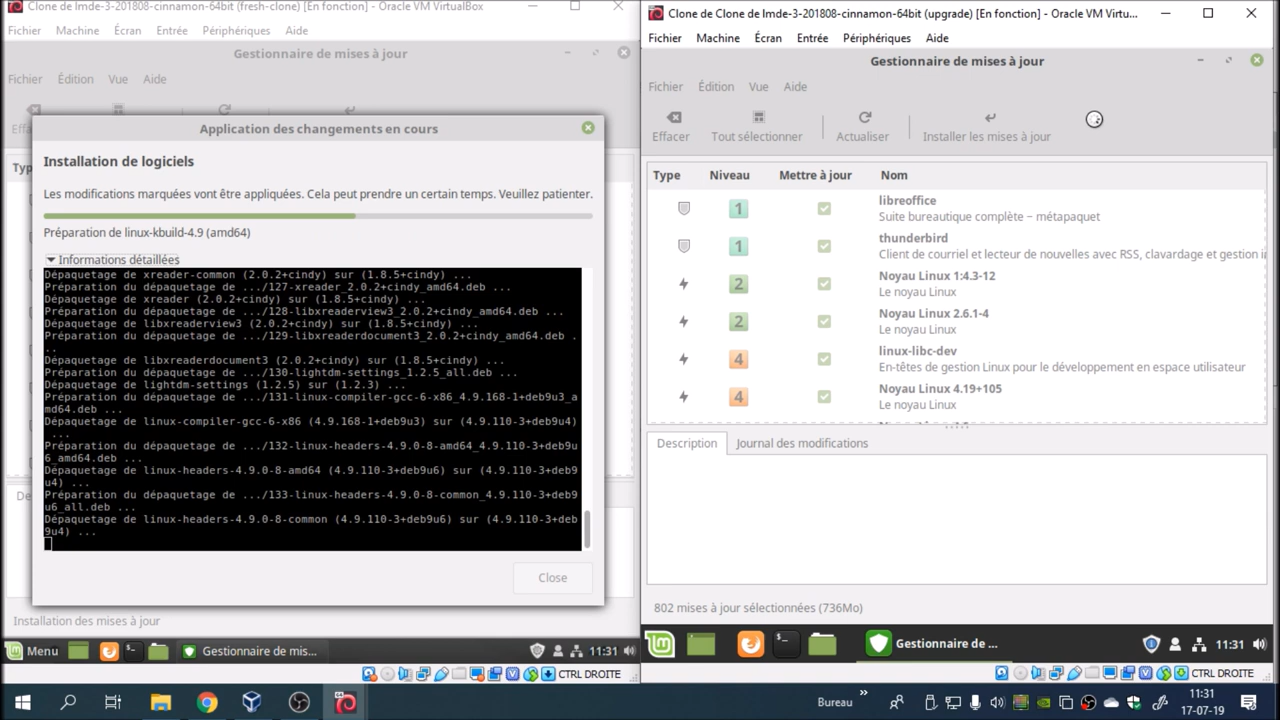 Clone de Clone de lmde-3-201808-cinnamon-64bit (fresh-clone) [En fonction] - Oracle VM VirtualBox
Fichier Machine Écran Entrée Périphériques Aide
Gestionnaire de mises à jour
Fichier Édition Vue Aide
Application des changements en cours
Installation de logiciels
Les modifications marquées vont être appliquées. Cela peut prendre un certain temps. Veuillez patienter.
Préparation de linux-kbuild-4.9 (amd64)
Informations détaillées
Dépaquetage de xreader-common (2.0.2+cindy) sur (1.8.5+cindy) ...
Préparation du dépaquetage de .../127-xreader_2.0.2+cindy_amd64.deb ...
Dépaquetage de xreader (2.0.2+cindy) sur (1.8.5+cindy) ...
Préparation du dépaquetage de .../128-libxreaderview3_2.0.2+cindy_amd64.deb ...
Dépaquetage de libxreaderview3 (2.0.2+cindy) sur (1.8.5+cindy) ...
Préparation du dépaquetage de .../129-libxreaderdocument3_2.0.2+cindy_amd64.deb .
..
Dépaquetage de libxreaderdocument3 (2.0.2+cindy) sur (1.8.5+cindy) ...
Préparation du dépaquetage de .../130-lightdm-settings_1.2.5_all.deb ...
Dépaquetage de lightdm-settings (1.2.5) sur (1.2.3) ...
Préparation du dépaquetage de .../131-linux-compiler-gcc-6-x86_4.9.168-1+deb9u3_a
md64.deb ...
Dépaquetage de linux-compiler-gcc-6-x86 (4.9.168-1+deb9u3) sur (4.9.110-3+deb9u4)
...
Préparation du dépaquetage de .../132-linux-headers-4.9.0-8-amd64_4.9.110-3+deb9u
6_amd64.deb ...
Dépaquetage de linux-headers-4.9.0-8-amd64 (4.9.110-3+deb9u6) sur (4.9.110-3+deb9
u4) ...
Préparation du dépaquetage de .../133-linux-headers-4.9.0-8-common_4.9.110-3+deb9
u6_all.deb ...
Dépaquetage de linux-headers-4.9.0-8-common (4.9.110-3+deb9u6) sur (4.9.110-3+deb
9u4) ...
Close
Installation des mises à jour
Menu Gestionnaire de mis... 11:31
CTRL DROITE
Clone de Clone de lmde-3-201808-cinnamon-64bit (upgrade) [En fonction] - Oracle VM Virtu...
Fichier Machine Écran Entrée Périphériques Aide
Gestionnaire de mises à jour
Fichier Édition Vue Aide
Effacer Tout sélectionner Actualiser Installer les mises à jour
Type Niveau Mettre à jour Nom
1 libreoffice
Suite bureautique complète – métapaquet
1 thunderbird
Client de courriel et lecteur de nouvelles avec RSS, clavardage et gestion in
2 Noyau Linux 1:4.3-12
Le noyau Linux
2 Noyau Linux 2.6.1-4
Le noyau Linux
4 linux-libc-dev
En-têtes de gestion Linux pour le développement en espace utilisateur
4 Noyau Linux 4.19+105
Le noyau Linux
Description Journal des modifications
802 mises à jour sélectionnées (736Mo)
Gestionnaire de ... 11:31
CTRL DROITE
Bureau 11:31
17-07-19